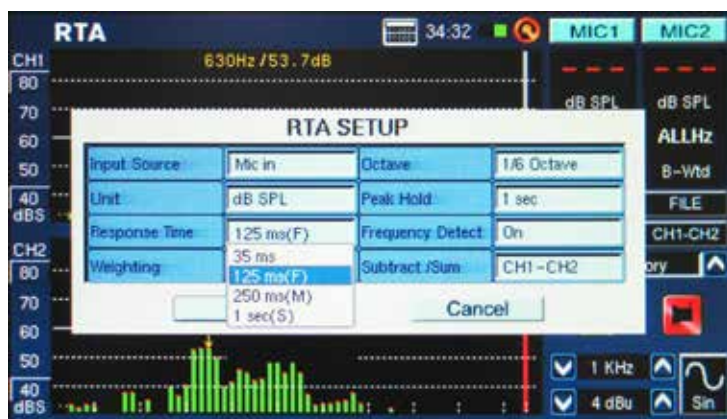 RTA 34:32 MIC1 MIC2
CH1 630Hz/53.7dB
80
70 dB SPL dB SPL
60 ALLHz
50 B-Wtd
40 FILE
dBS
CH1-CH2
RTA SETUP
Input Source Mic in Octave 1/6 Octave
Unit dB SPL Peak Hold 1 sec
Response Time 125 ms(F) Frequency Detect On
Weighting Subtract /Sum CH1-CH2
35 ms
125 ms(F)
250 ms(M)
1 sec(S)
Cancel
CH2
80
70
60
50 1 KHz
40 4 dBu Sin
dBS